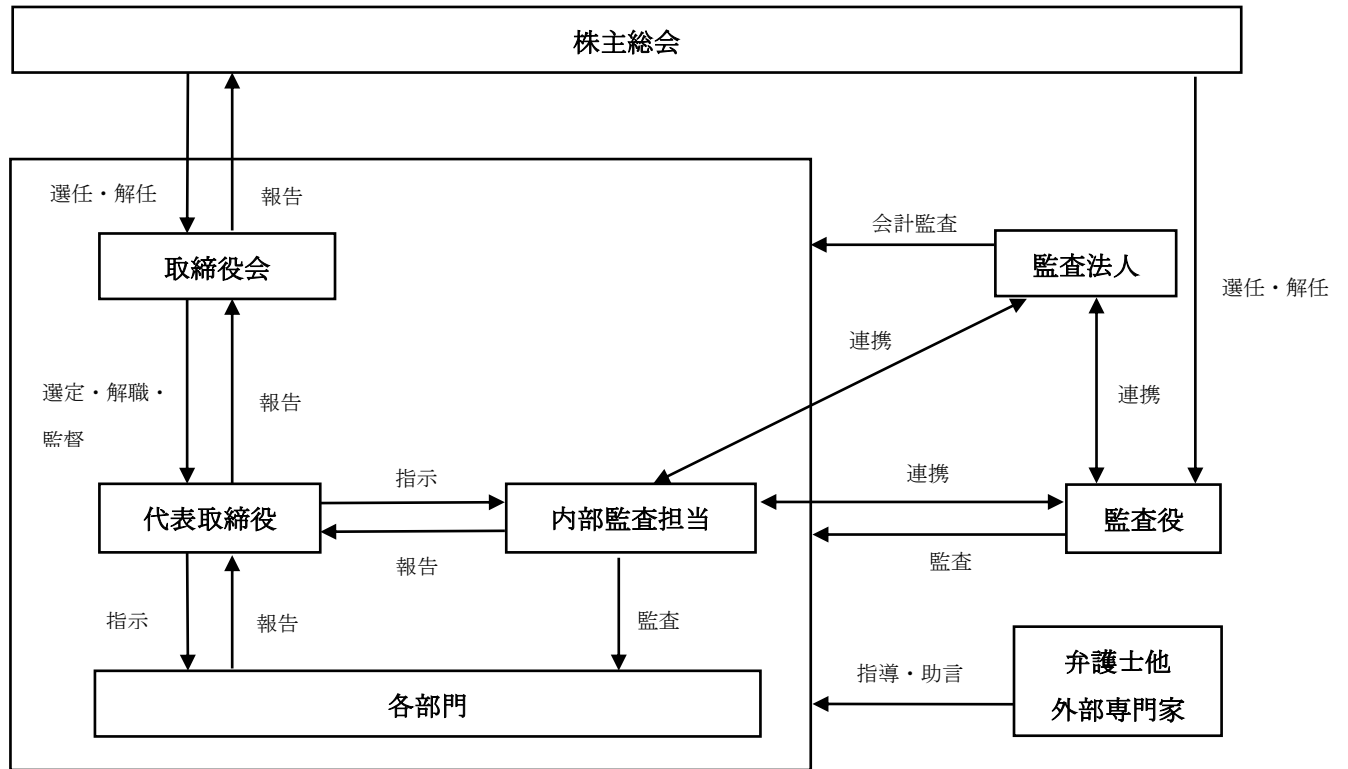 株主総会
選任・解任
報告
会計監査
取締役会
監査法人
選任・解任
連携
選定・解職・
監督
報告
連携
指示
連携
代表取締役
内部監査担当
監査役
報告
監査
指示
報告
監査
弁護士他
外部専門家
指導・助言
各部門